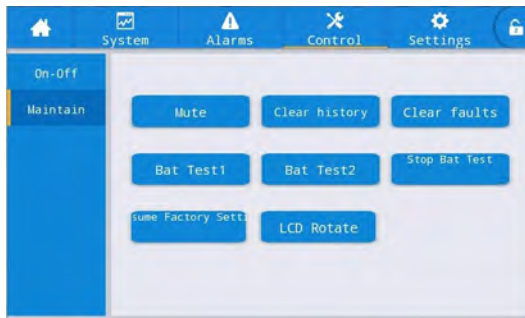 System Alarms Control Settings
On-Off
Maintain
Mute Clear history Clear faults
Bat Test1 Bat Test2 Stop Bat Test
sume Factory Setti
LCD Rotate